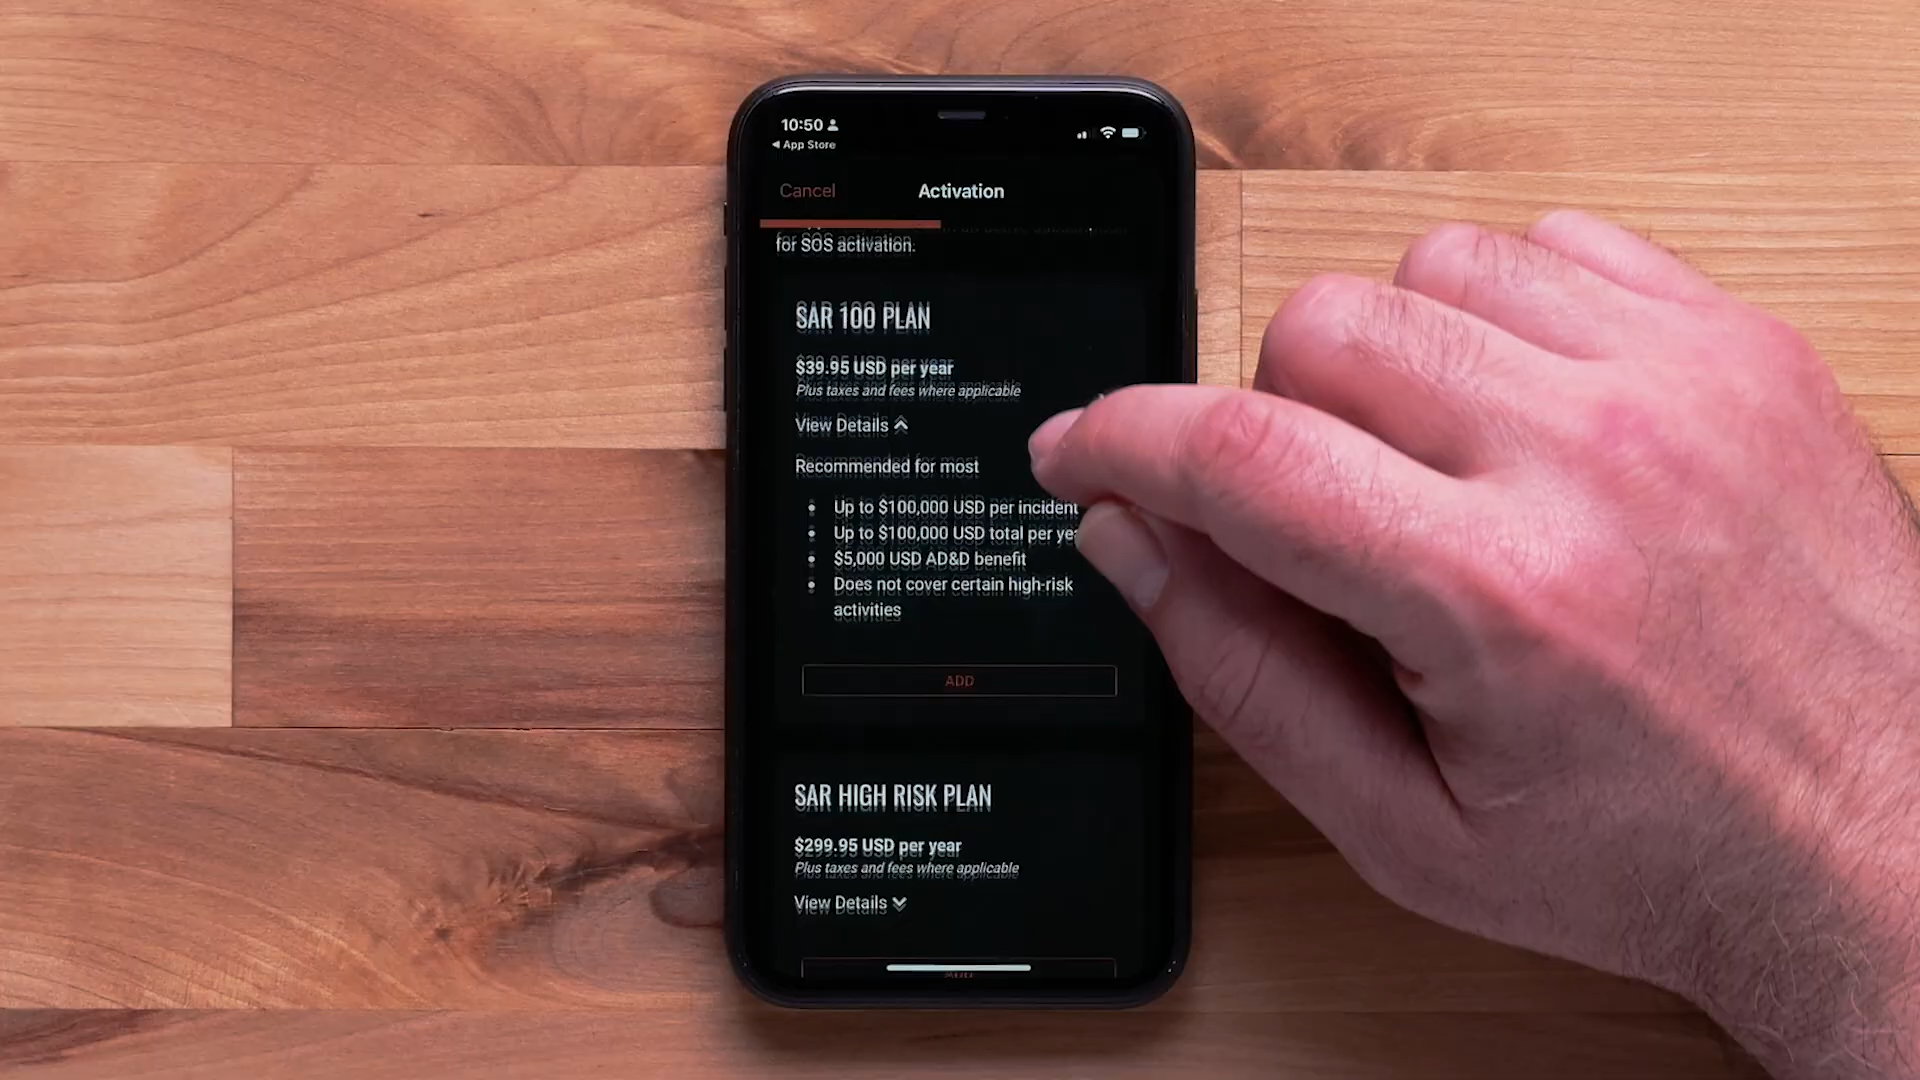 10:50
App Store
Cancel
Activation
for SOS activation.
SAR 100 PLAN
$39.95 USD per year
Plus taxes and fees where applicable
View Details
Recommended for most
Up to $100,000 USD per incident
Up to $100,000 USD total per
$5,000 USD AD&D benefit
Does not cover certain high-risk
activities
ADD
SAR HIGH RISK PLAN
$299.95 USD per year
Plus taxes and fees where applicable
View Details
ADD